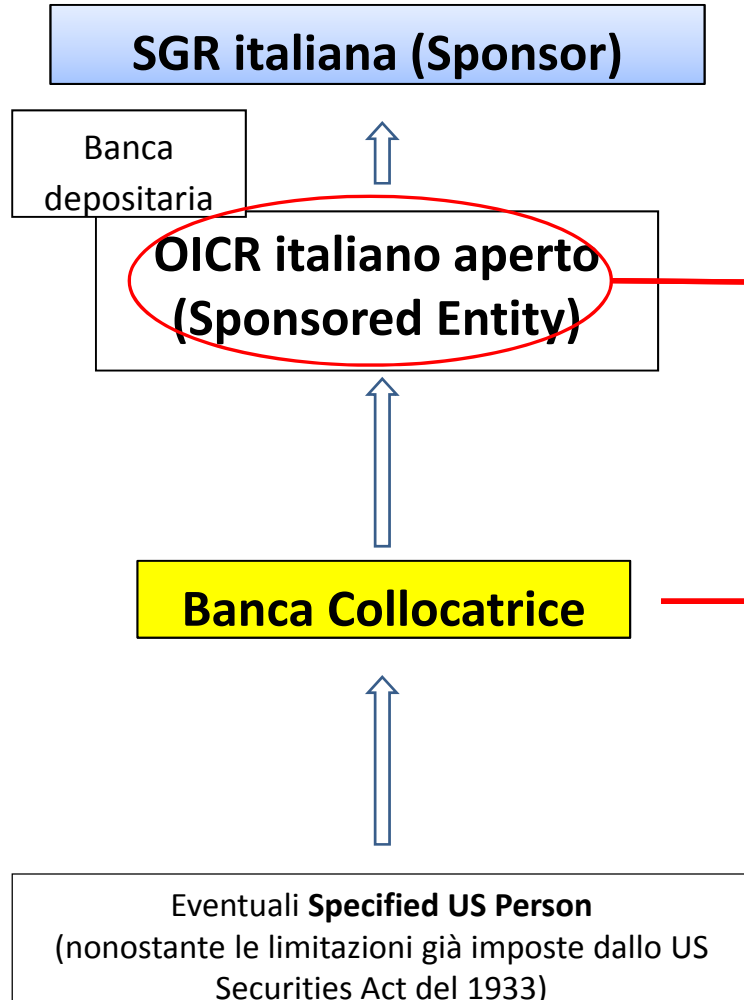 SGR italiana (Sponsor)
Banca
depositaria
OICR italiano aperto
(Sponsored Entity)
Banca Collocatrice
Eventuali Specified US Person
(nonostante le limitazioni già imposte dallo US
Securities Act del 1933)